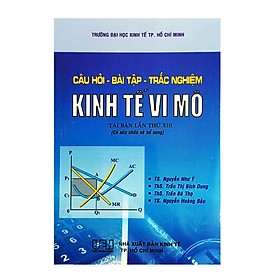 TRƯỜNG ĐẠI HỌC KINH TẾ TP. HỒ CHÍ MINH
CÂU HỎI - BÀI TẬP - TRẮC NGHIỆM
KINH TẾ VI MÔ
TÁI BẢN LẦN THỨ XIII
(Có sửa chữa và bổ sung)
P
MC
AC
MR
Q
• TS. Nguyễn Như Ý
• ThS. Trần Thị Bích Dung
• ThS. Trần Bá Thọ
• TS. Nguyễn Hoàng Bảo
NHÀ XUẤT BẢN KINH TẾ
TP. HỒ CHÍ MINH